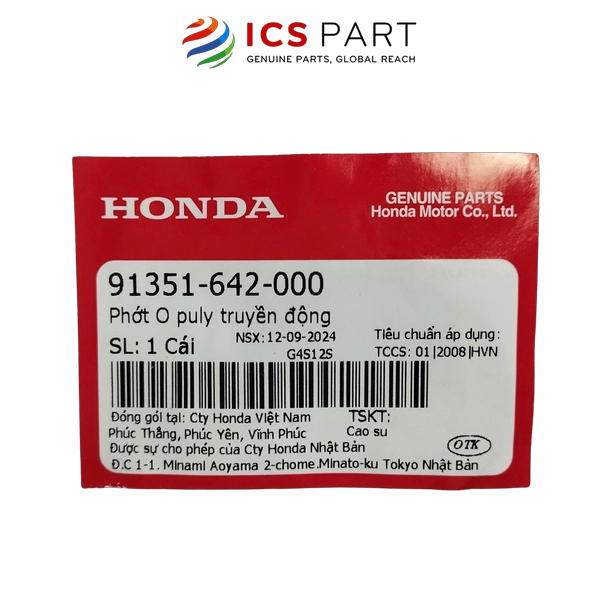 ICS PART
GENUINE PARTS, GLOBAL REACH
HONDA
GENUINE PARTS
Honda Motor Co., Ltd.
91351-642-000
Phớt O puly truyền động
NSX: 12-09-2024
Tiêu chuẩn áp dụng:
SL: 1 Cái
G4S12S
TCCS: 01|2008|HVN
Đóng gói tại: Cty Honda Việt Nam
TSKT:
Phúc Thắng, Phúc Yên, Vĩnh Phúc
Cao su
Được sự cho phép của Cty Honda Nhật Bản
OTK
Đ.C 1-1. Minami Aoyama 2-chome.Minato-ku Tokyo Nhật Bản